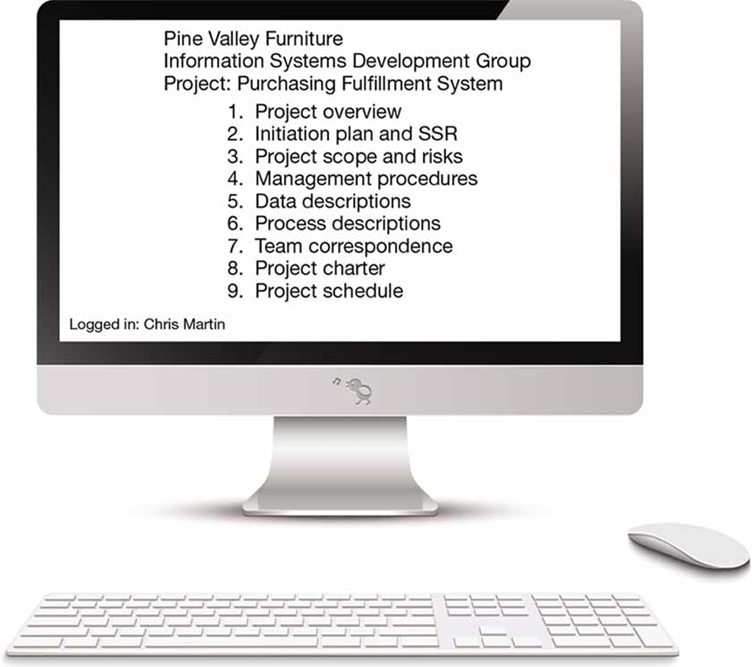 Pine Valley Furniture
Information Systems Development Group
Project: Purchasing Fulfillment System
1. Project overview
2. Initiation plan and SSR
3. Project scope and risks
4. Management procedures
5. Data descriptions
6. Process descriptions
7. Team correspondence
8. Project charter
9. Project schedule
Logged in: Chris Martin